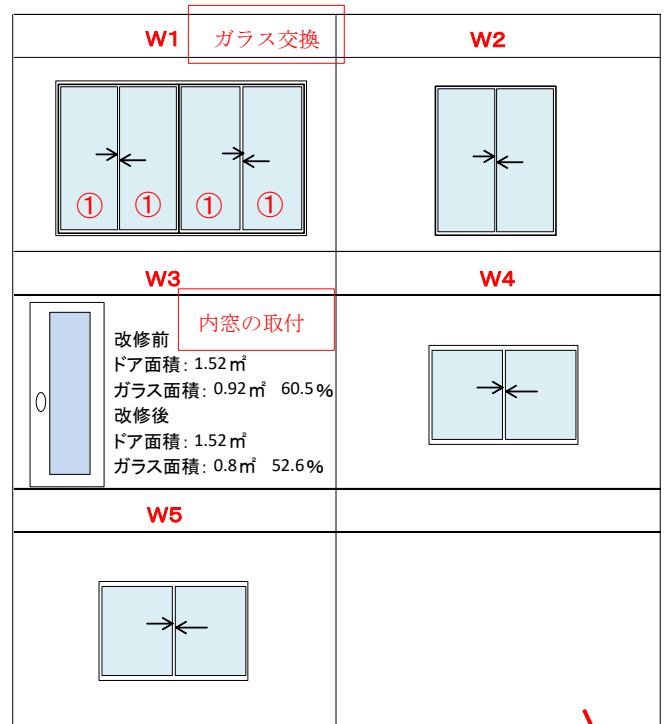 W1
ガラス交換
W2
①
①
①
①
W3
W4
内窓の取付
改修前
ドア面積：1.52㎡
ガラス面積：0.92㎡ 60.5%
改修後
ドア面積：1.52㎡
ガラス面積：0.8㎡ 52.6%
W5